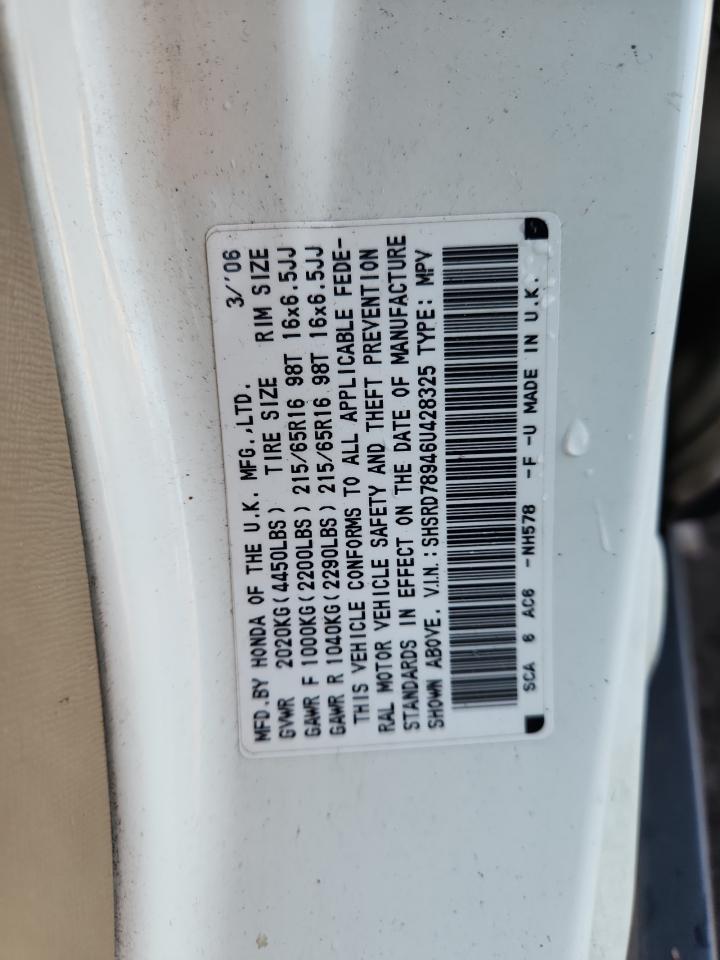 MFD.BY HONDA OF THE U.K. MFG.,LTD. 3/'06
GVWR 2020KG(4450LBS) TIRE SIZE RIM SIZE
GAWR F 1000KG(2200LBS) 215/65R16 98T 16x6.5JJ
GAWR R 1040KG(2290LBS) 215/65R16 98T 16x6.5JJ
THIS VEHICLE CONFORMS TO ALL APPLICABLE FEDE-
RAL MOTOR VEHICLE SAFETY AND THEFT PREVENTION
STANDARDS IN EFFECT ON THE DATE OF MANUFACTURE
SHOWN ABOVE. V.I.N.: SHSRD78946U428325 TYPE: MPV
SCA 6 AC6 -NH578 -F -U MADE IN U.K.